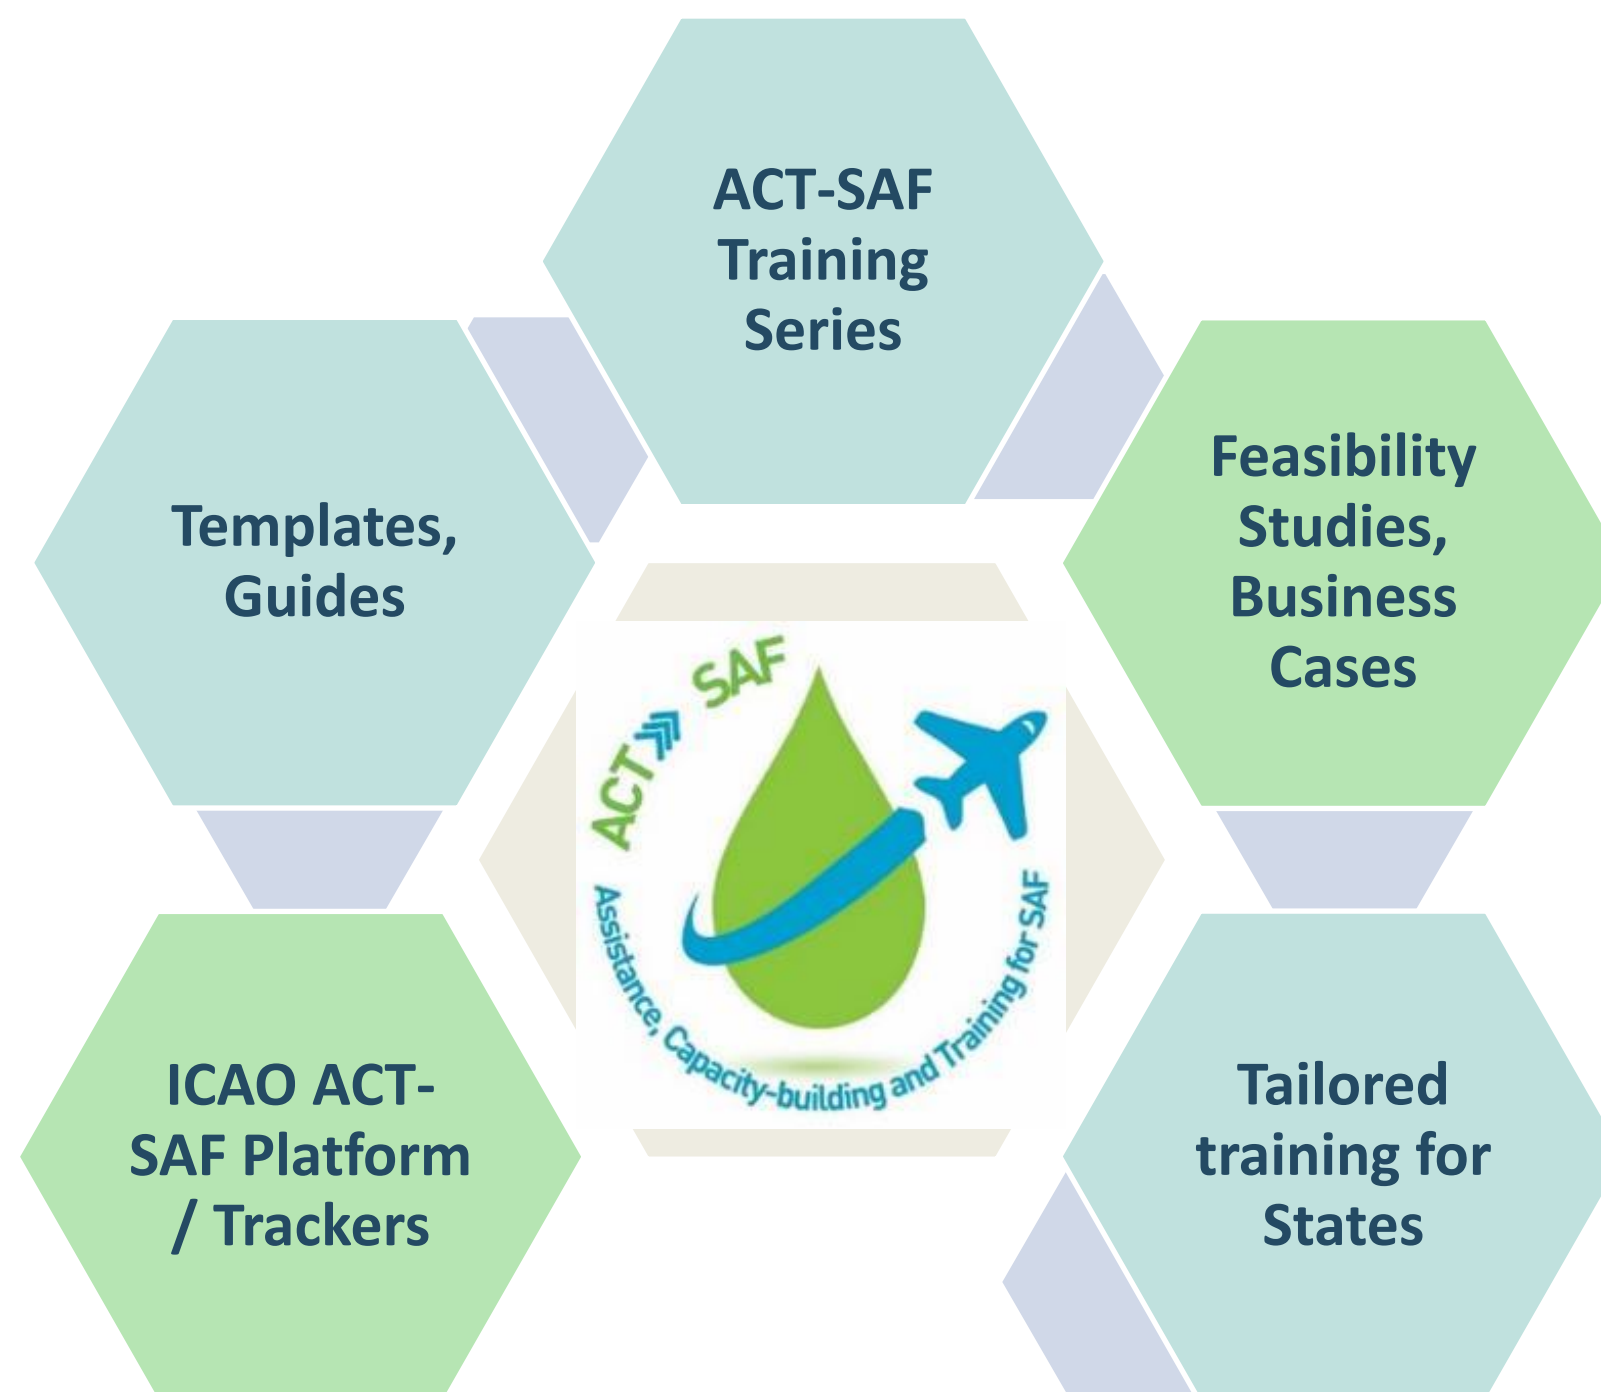 ACT-SAF
Training
Series
Feasibility
Studies,
Business
Cases
Templates,
Guides
ACT SAF
Assistance, Capacity-building and Training for SAF
ICAO ACT-
SAF Platform
/ Trackers
Tailored
training for
States